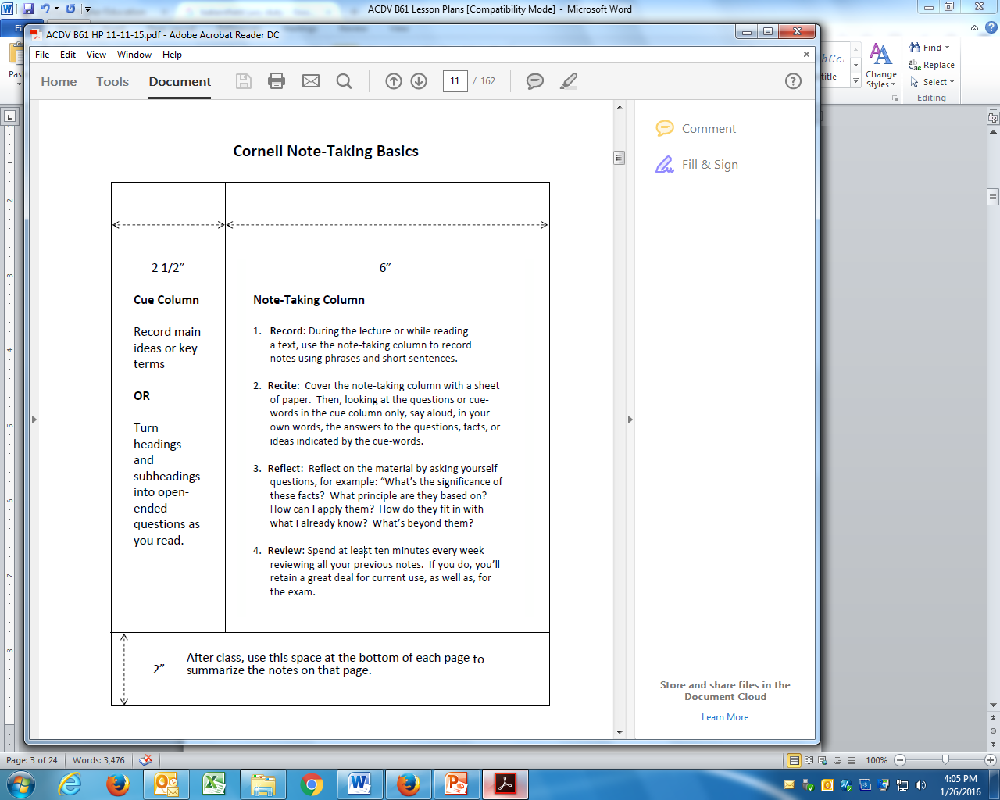 ACDV B61 Lesson Plans [Compatibility Mode] - Microsoft Word
ACDV B61 HP 11-11-15.pdf - Adobe Acrobat Reader DC
File Edit View Window Help
Home Tools Document 11 / 162
Find
Replace
Select
Change Styles
Editing
Comment
Fill & Sign
Cornell Note-Taking Basics
2 1/2”
6”
Cue Column
Record main
ideas or key
terms
OR
Turn
headings
and
subheadings
into open-
ended
questions as
you read.
Note-Taking Column
1. Record: During the lecture or while reading
a text, use the note-taking column to record
notes using phrases and short sentences.
2. Recite: Cover the note-taking column with a sheet
of paper. Then, looking at the questions or cue-
words in the cue column only, say aloud, in your
own words, the answers to the questions, facts, or
ideas indicated by the cue-words.
3. Reflect: Reflect on the material by asking yourself
questions, for example: “What’s the significance of
these facts? What principle are they based on?
How can I apply them? How do they fit in with
what I already know? What’s beyond them?
4. Review: Spend at least ten minutes every week
reviewing all your previous notes. If you do, you’ll
retain a great deal for current use, as well as, for
the exam.
2”
After class, use this space at the bottom of each page to
summarize the notes on that page.
Store and share files in the
Document Cloud
Learn More
Page: 3 of 24 Words: 3,476 100%
4:05 PM
1/26/2016